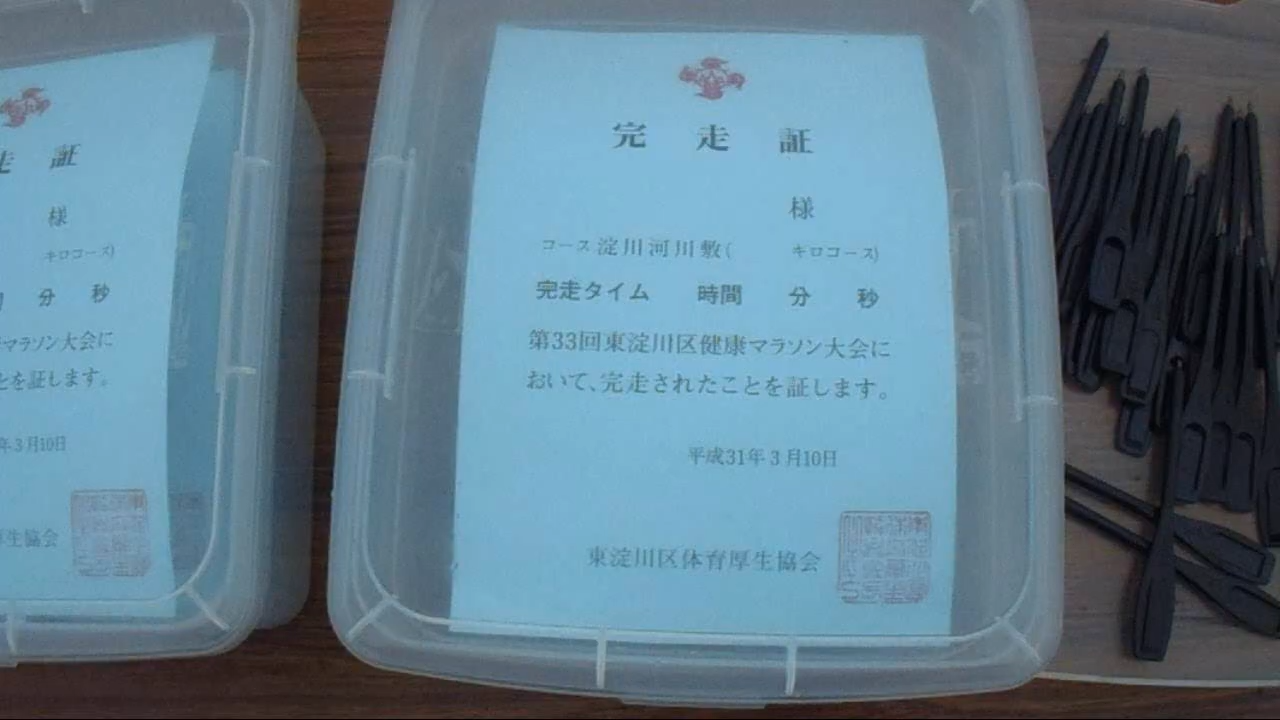 走 証
様
キロコース)
分 秒
マラソン大会に
とを証します。
年3月10日
厚生協会
完 走 証
様
コース 淀川河川敷( キロコース)
完走タイム 時間 分 秒
第33回東淀川区健康マラソン大会に
おいて、完走されたことを証します。
平成31年3月10日
東淀川区体育厚生協会